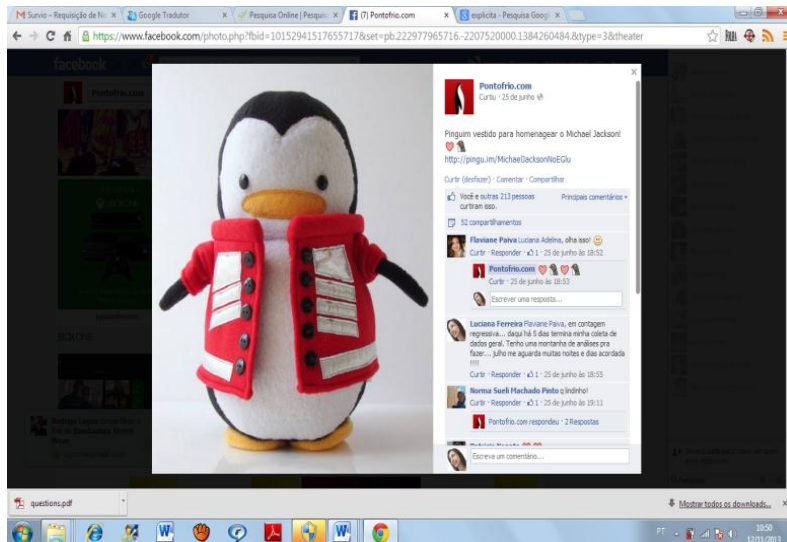 Survio – Requisição de No
Google Tradutor
Pesquisa Online | Pesquis
(7) Pontofrio.com
explicita - Pesquisa Googl
https://www.facebook.com/photo.php?fbid=10152941517655717&set=pb.222977965716.-2207520000.1384260484.&type=3&theater
facebook
Pontofrio.com
Pontofrio.com
Curtiu · 25 de junho
Pinguim vestido para homenagear o Michael Jackson!
http://pingu.im/MichaelJacksonNoEGlu
Curtir (desfazer) · Comentar · Compartilhar
Você e outras 213 pessoas curtiram isso.
Principais comentários
52 compartilhamentos
Flaviane Paiva Luciana Adelina, olha isso!
Curtir · Responder · 1 · 25 de junho às 18:52
Pontofrio.com
Curtir · 25 de junho às 18:53
Escrever uma resposta...
Luciana Ferreira Flaviane Paiva, em contagem
regressiva... daqui há 5 dias termina minha coleta de
dados geral. Tenho uma montanha de análises pra
fazer... julho me aguarda muitas noites e dias acordada
!!!!
Curtir · Responder · 1 · 25 de junho às 18:55
Norma Sueli Machado Pinto q lindinho!
Curtir · Responder · 1 · 25 de junho às 19:11
Pontofrio.com respondeu · 2 Respostas
Escreva um comentário...
questions.pdf
Mostrar todos os downloads...
PT
10:50
12/11/2013